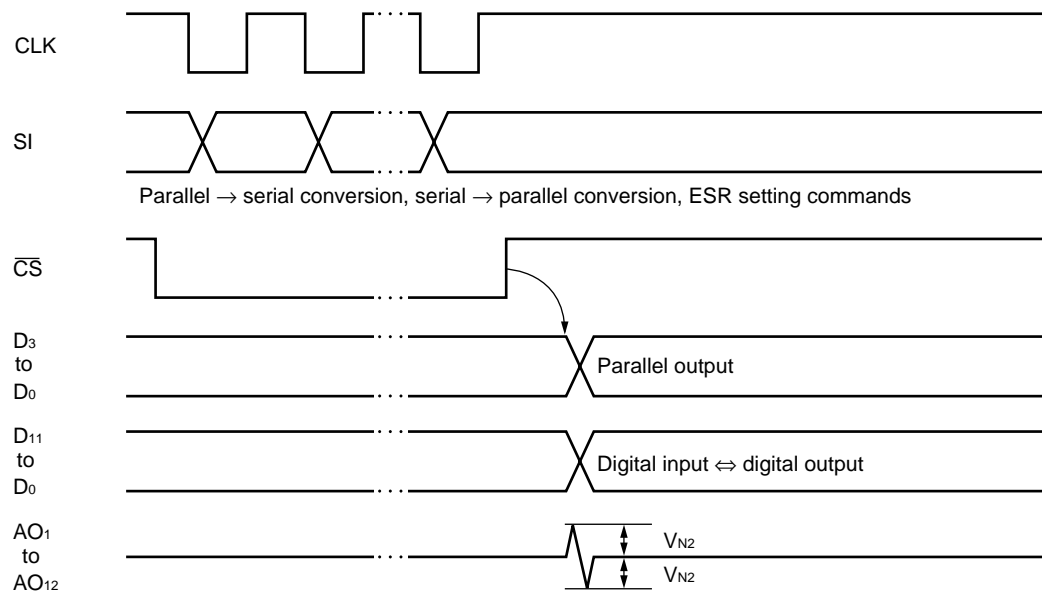 CLK
SI
Parallel → serial conversion, serial → parallel conversion, ESR setting commands
C̅S̅
D3
to
D0
Parallel output
D11
to
D0
Digital input ⇔ digital output
AO1
to
AO12
VN2
VN2